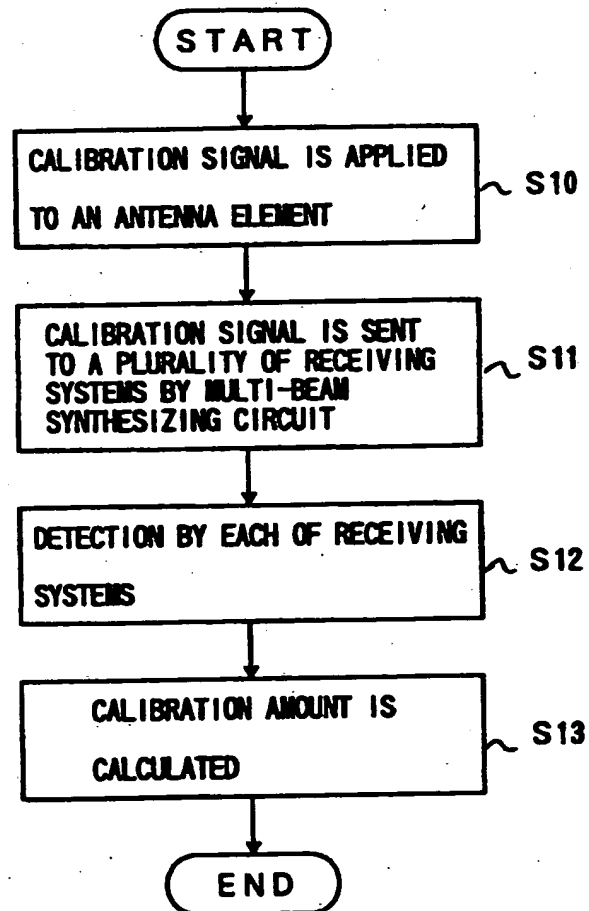 START
CALIBRATION SIGNAL IS APPLIED
TO AN ANTENNA ELEMENT
S10
CALIBRATION SIGNAL IS SENT
TO A PLURALITY OF RECEIVING
SYSTEMS BY MULTI-BEAM
SYNTHESIZING CIRCUIT
S11
DETECTION BY EACH OF RECEIVING
SYSTEMS
S12
CALIBRATION AMOUNT IS
CALCULATED
S13
END